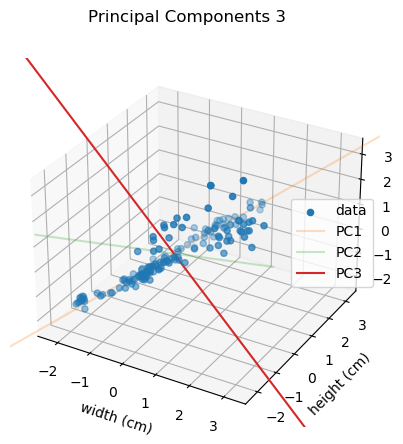 Principal Components 3
3
2
1
0
−1
−2
data
PC1
PC2
PC3
−2
−1
0
1
2
3
width (cm)
−2
−1
0
1
2
3
height (cm)